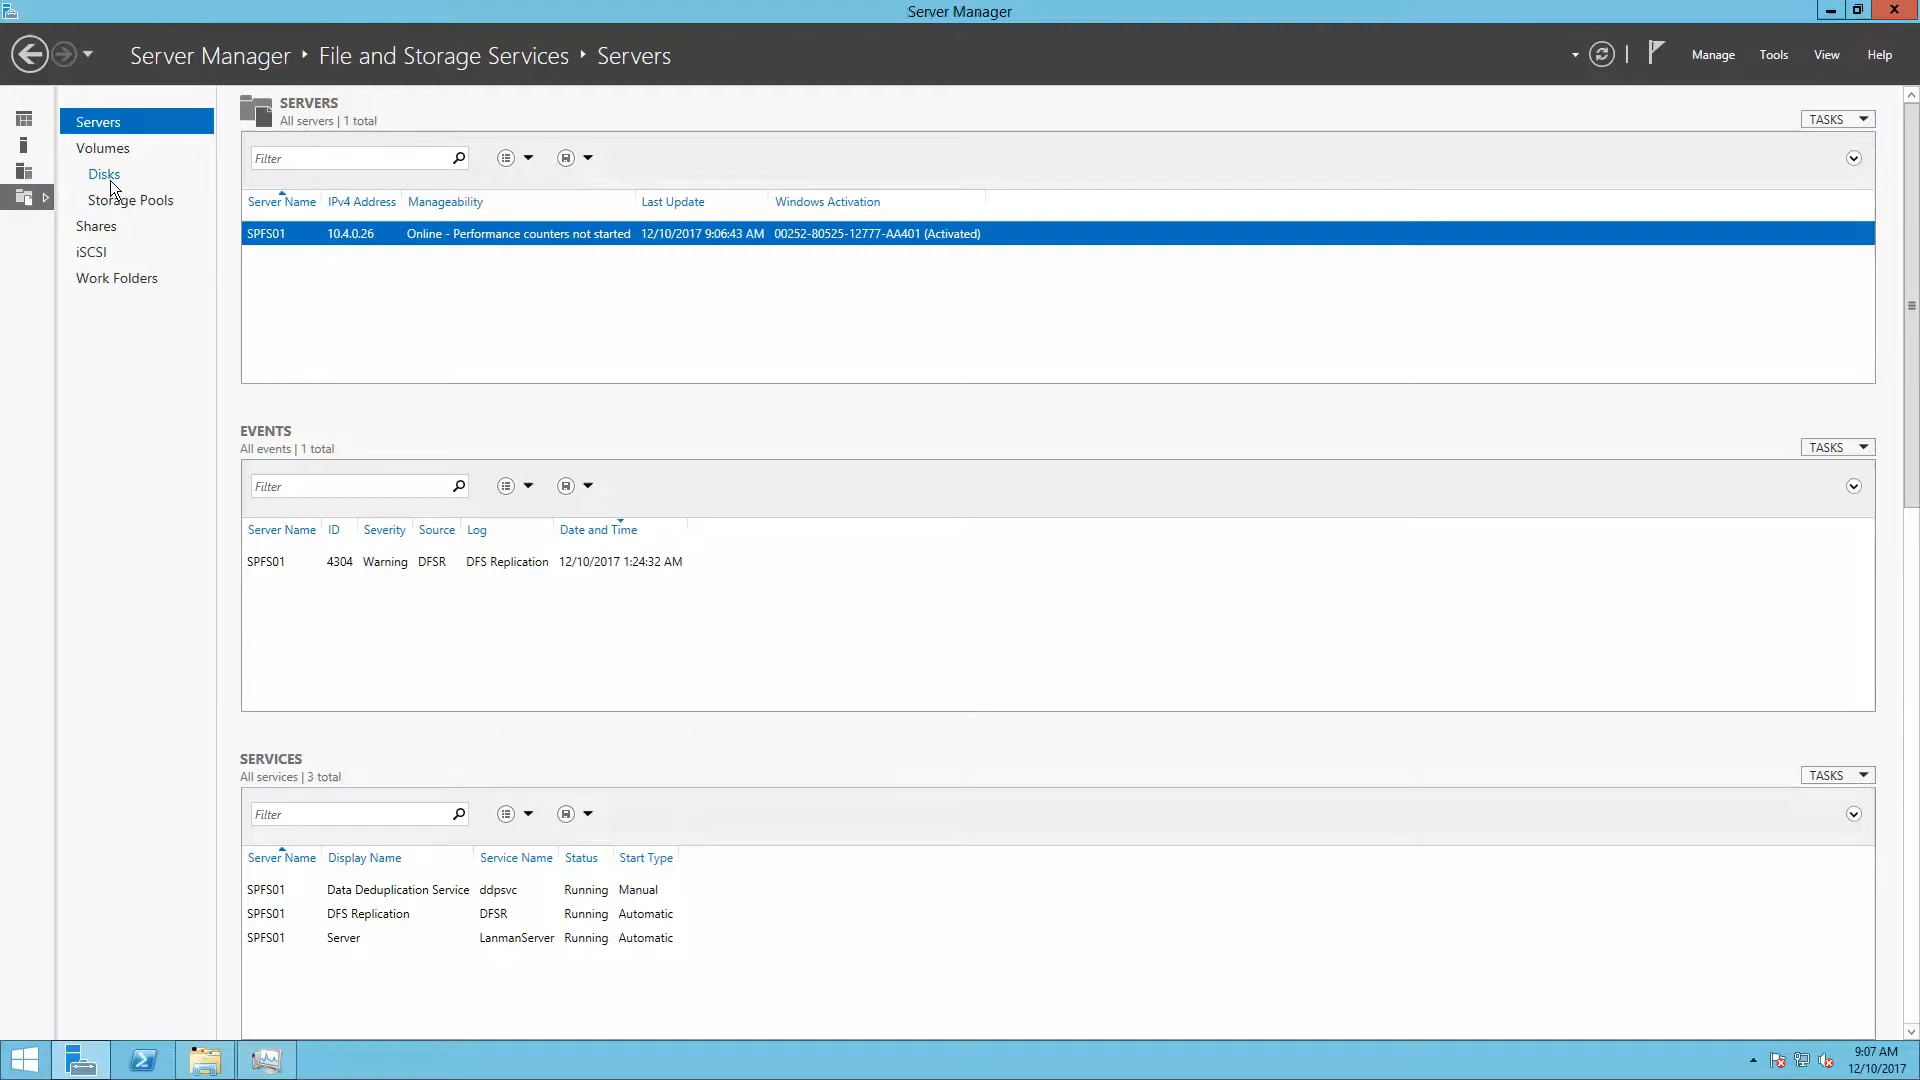 Server Manager
Server Manager ‣ File and Storage Services ‣ Servers
Manage Tools View Help
Servers
Volumes
Disks
Storage Pools
Shares
iSCSI
Work Folders
SERVERS
All servers | 1 total
TASKS
Filter
Server Name IPv4 Address Manageability Last Update Windows Activation
SPFS01 10.4.0.26 Online - Performance counters not started 12/10/2017 9:06:43 AM 00252-80525-12777-AA401 (Activated)
EVENTS
All events | 1 total
TASKS
Filter
Server Name ID Severity Source Log Date and Time
SPFS01 4304 Warning DFSR DFS Replication 12/10/2017 1:24:32 AM
SERVICES
All services | 3 total
TASKS
Filter
Server Name Display Name Service Name Status Start Type
SPFS01 Data Deduplication Service ddpsvc Running Manual
SPFS01 DFS Replication DFSR Running Automatic
SPFS01 Server LanmanServer Running Automatic
9:07 AM
12/10/2017